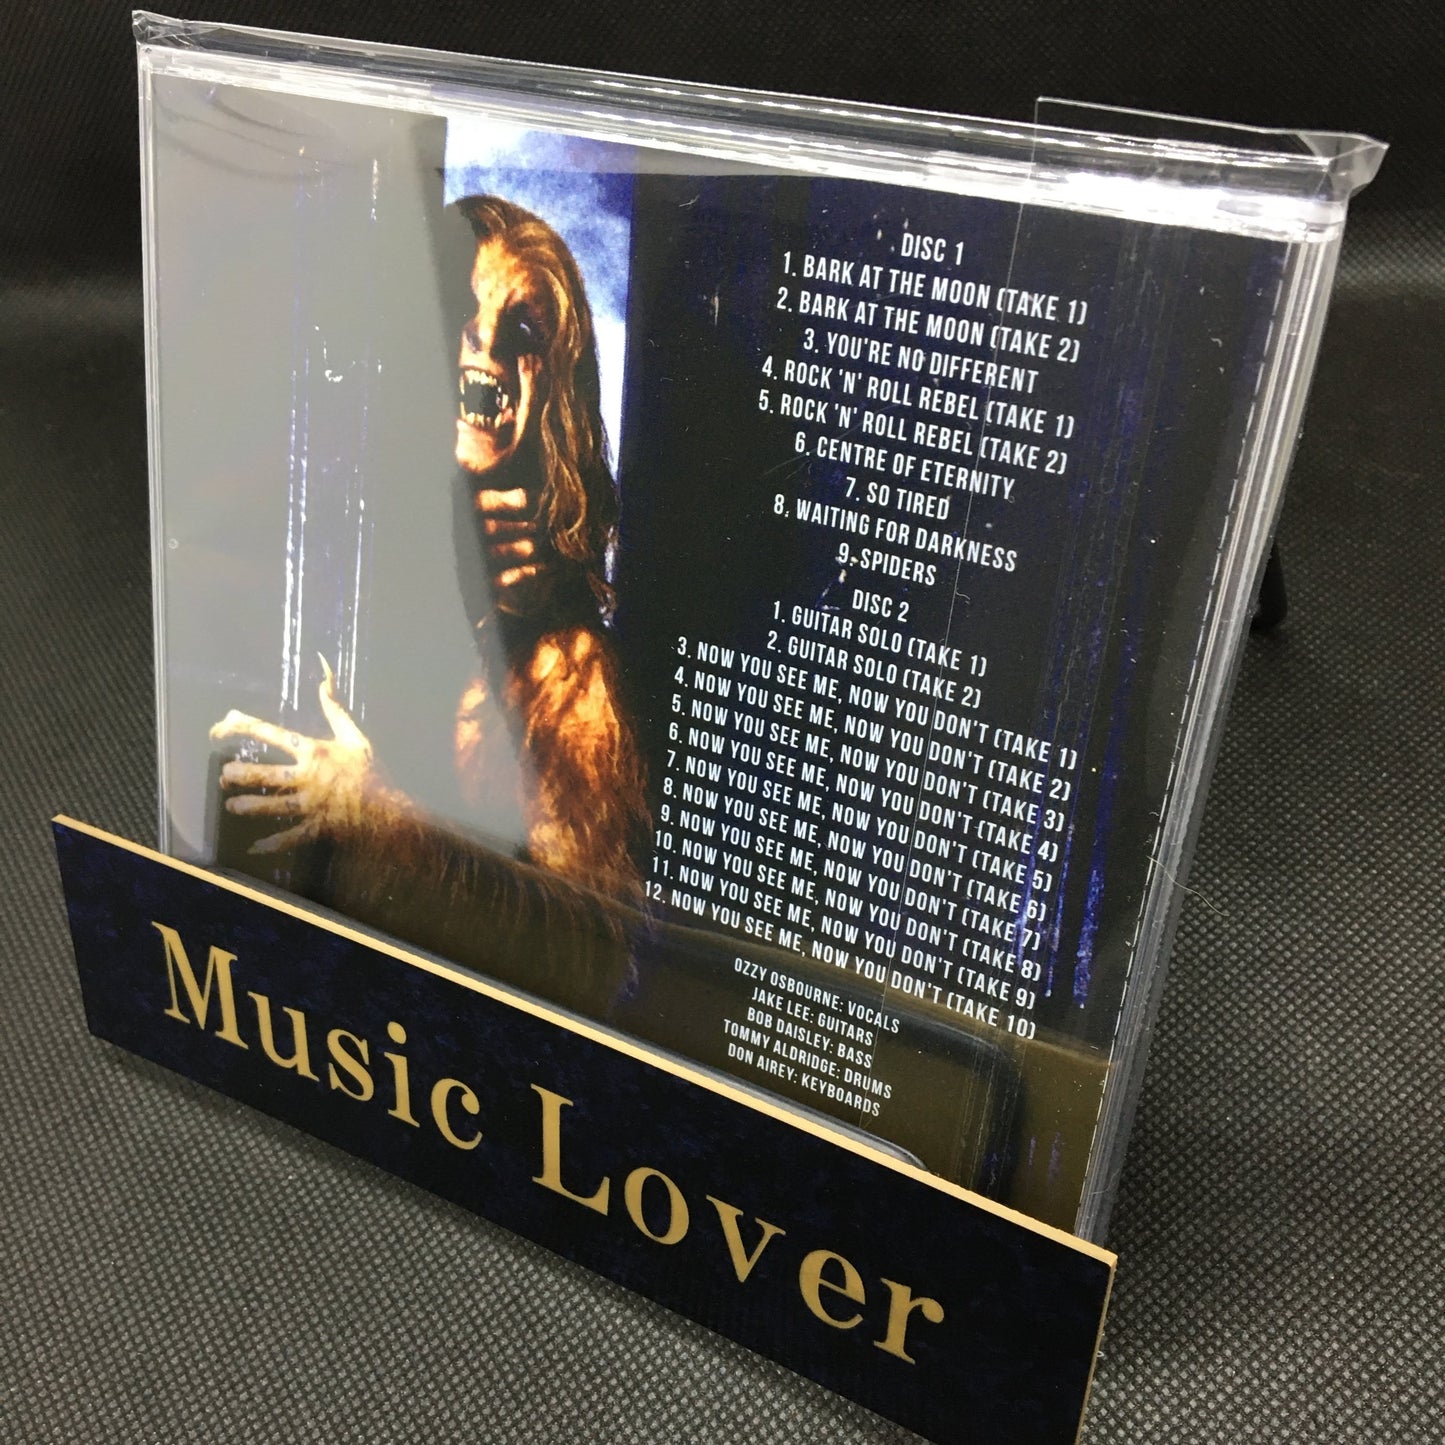 DISC 1
1. BARK AT THE MOON (TAKE 1)
2. BARK AT THE MOON (TAKE 2)
3. YOU'RE NO DIFFERENT
4. ROCK 'N' ROLL REBEL (TAKE 1)
5. ROCK 'N' ROLL REBEL (TAKE 2)
6. CENTRE OF ETERNITY
7. SO TIRED
8. WAITING FOR DARKNESS
9. SPIDERS
DISC 2
1. GUITAR SOLO (TAKE 1)
2. GUITAR SOLO (TAKE 2)
3. NOW YOU SEE ME, NOW YOU DON'T (TAKE 1)
4. NOW YOU SEE ME, NOW YOU DON'T (TAKE 2)
5. NOW YOU SEE ME, NOW YOU DON'T (TAKE 3)
6. NOW YOU SEE ME, NOW YOU DON'T (TAKE 4)
7. NOW YOU SEE ME, NOW YOU DON'T (TAKE 5)
8. NOW YOU SEE ME, NOW YOU DON'T (TAKE 6)
9. NOW YOU SEE ME, NOW YOU DON'T (TAKE 7)
10. NOW YOU SEE ME, NOW YOU DON'T (TAKE 8)
11. NOW YOU SEE ME, NOW YOU DON'T (TAKE 9)
12. NOW YOU SEE ME, NOW YOU DON'T (TAKE 10)
OZZY OSBOURNE: VOCALS
JAKE LEE: GUITARS
BOB DAISLEY: BASS
TOMMY ALDRIDGE: DRUMS
DON AIREY: KEYBOARDS
Music Lover